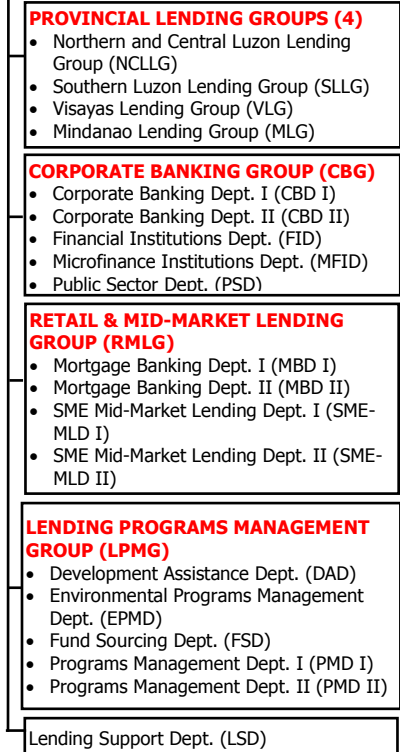 PROVINCIAL LENDING GROUPS (4)
• Northern and Central Luzon Lending
Group (NCLLG)
• Southern Luzon Lending Group (SLLG)
• Visayas Lending Group (VLG)
• Mindanao Lending Group (MLG)
CORPORATE BANKING GROUP (CBG)
• Corporate Banking Dept. I (CBD I)
• Corporate Banking Dept. II (CBD II)
• Financial Institutions Dept. (FID)
• Microfinance Institutions Dept. (MFID)
• Public Sector Dept. (PSD)
RETAIL & MID-MARKET LENDING
GROUP (RMLG)
• Mortgage Banking Dept. I (MBD I)
• Mortgage Banking Dept. II (MBD II)
• SME Mid-Market Lending Dept. I (SME-
MLD I)
• SME Mid-Market Lending Dept. II (SME-
MLD II)
LENDING PROGRAMS MANAGEMENT
GROUP (LPMG)
• Development Assistance Dept. (DAD)
• Environmental Programs Management
Dept. (EPMD)
• Fund Sourcing Dept. (FSD)
• Programs Management Dept. I (PMD I)
• Programs Management Dept. II (PMD II)
Lending Support Dept. (LSD)